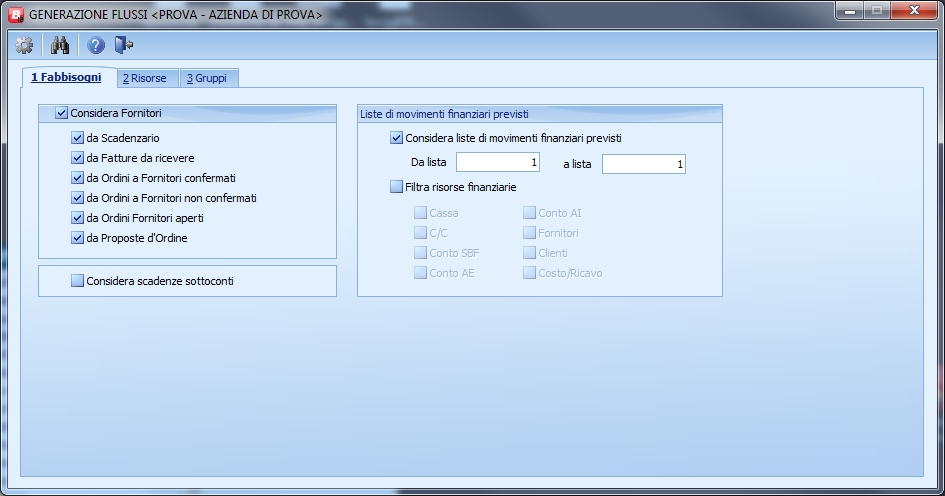 GENERAZIONE FLUSSI <PROVA - AZIENDA DI PROVA>
1 Fabbisogni 2 Risorse 3 Gruppi
Considera Fornitori
da Scadenzario
da Fatture da ricevere
da Ordini a Fornitori confermati
da Ordini a Fornitori non confermati
da Ordini Fornitori aperti
da Proposte d'Ordine
Considera scadenze sottoconti
Liste di movimenti finanziari previsti
Considera liste di movimenti finanziari previsti
Da lista 1 a lista 1
Filtra risorse finanziarie
Cassa Conto AI
C/C Fornitori
Conto SBF Clienti
Conto AE Costo/Ricavo